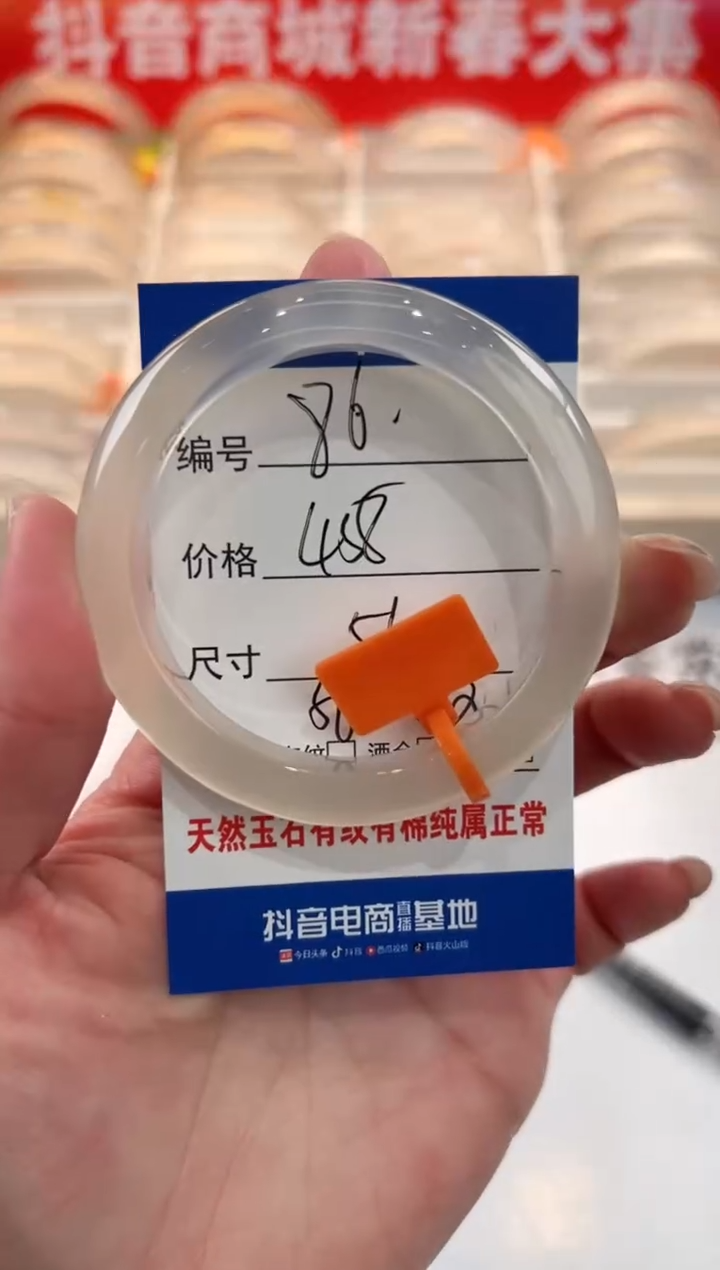 抖音商城新春大集
编号 86.
价格 458
尺寸
天然玉石有纹有棉纯属正常
抖音电商直播基地
今日头条 抖音 西瓜视频 抖音火山版